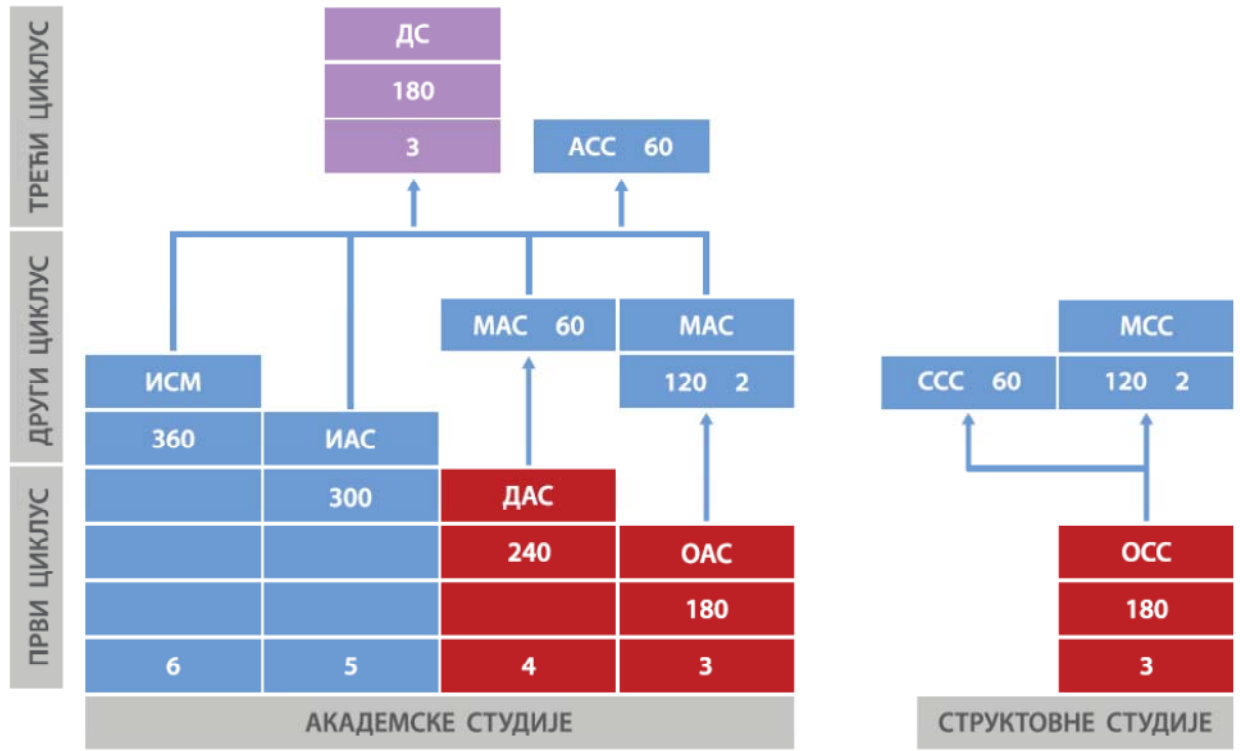 ТРЕЋИ ЦИКЛУС
ДС
180
3
АСС 60
ДРУГИ ЦИКЛУС
МАС 60
МАС
120 2
ИСМ
360
ИАС
300
МСС
120 2
ССС 60
ПРВИ ЦИКЛУС
ДАС
240
ОАС
180
ОСС
180
6
5
4
3
3
АКАДЕМСКЕ СТУДИЈЕ
СТРУКТОВНЕ СТУДИЈЕ